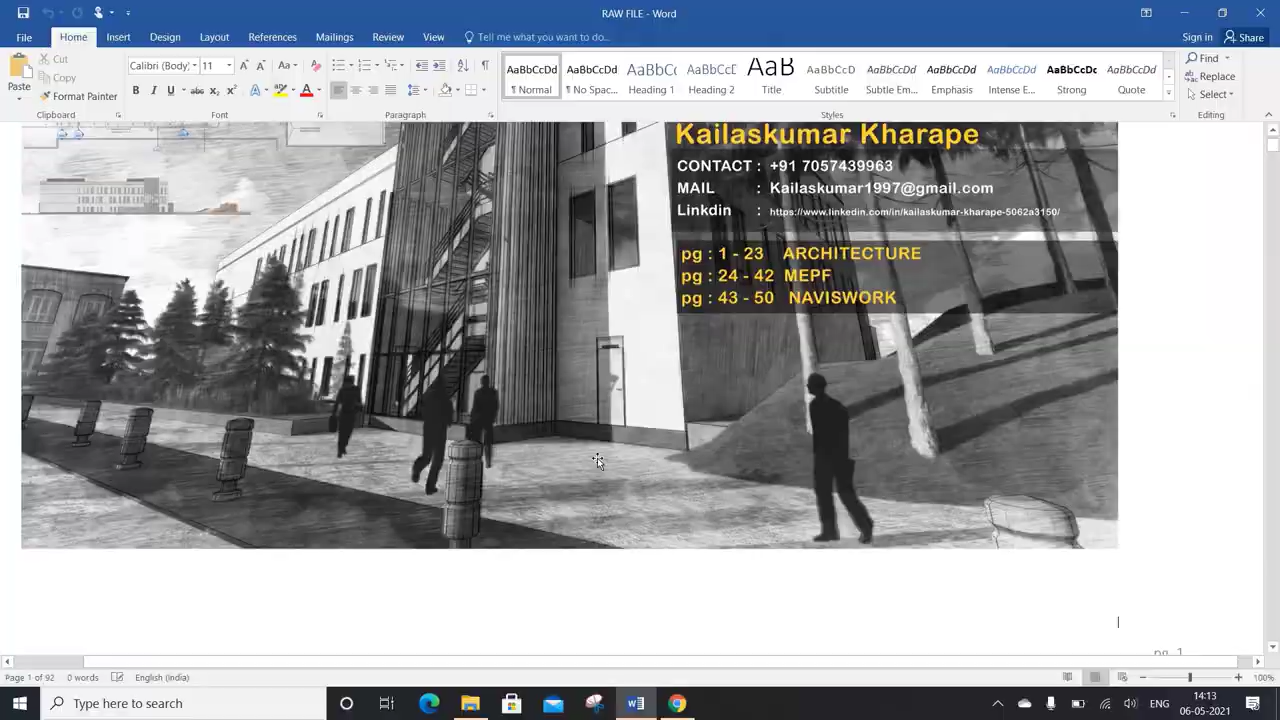 RAW FILE - Word
File Home Insert Design Layout References Mailings Review View Tell me what you want to do... Sign in Share
Cut
Copy
Format Painter
Paste
Clipboard
Calibri (Body) 11
Font
Paragraph
AaBbCcDd AaBbCcDd AaBbCc AaBbCcE AaB AaBbCcD AaBbCcDd AaBbCcDd AaBbCcDd AaBbCcDc AaBbCcDd
¶ Normal ¶ No Spac... Heading 1 Heading 2 Title Subtitle Subtle Em... Emphasis Intense E... Strong Quote
Styles
Find
Replace
Select
Editing
Kailaskumar Kharape
CONTACT : +91 7057439963
MAIL : Kailaskumar1997@gmail.com
Linkdin : https://www.linkedin.com/in/kailaskumar-kharape-5062a3150/
pg : 1 - 23 ARCHITECTURE
pg : 24 - 42 MEPF
pg : 43 - 50 NAVISWORK
pg 1
Page 1 of 92 0 words English (India) 100%
Type here to search
14:13
ENG
06-05-2021